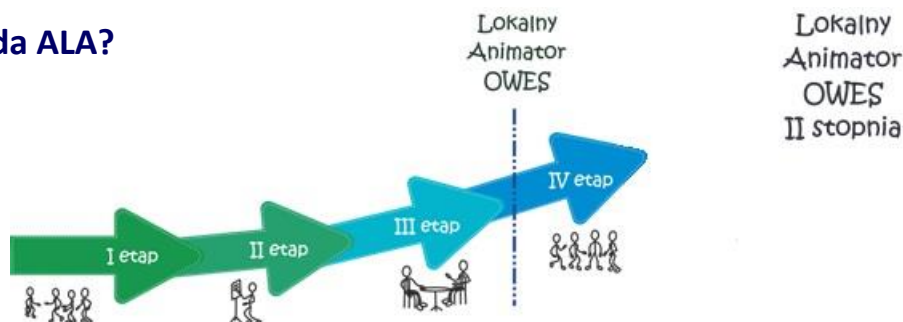 da ALA?
Lokalny
Animator
OWES
Lokalny
Animator
OWES
II stopnia
I etap
II etap
III etap
IV etap